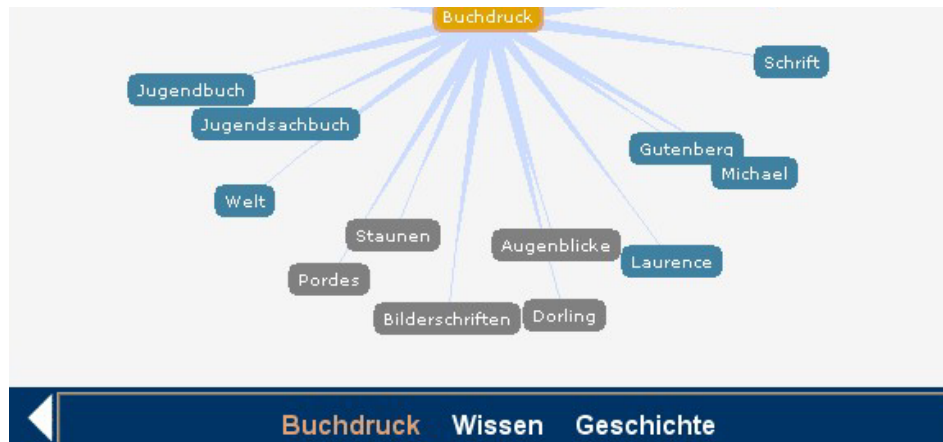 Buchdruck
Schrift
Jugendbuch
Jugendsachbuch
Gutenberg
Michael
Welt
Staunen
Augenblicke
Laurence
Pordes
Bilderschriften
Dorling
Buchdruck Wissen Geschichte